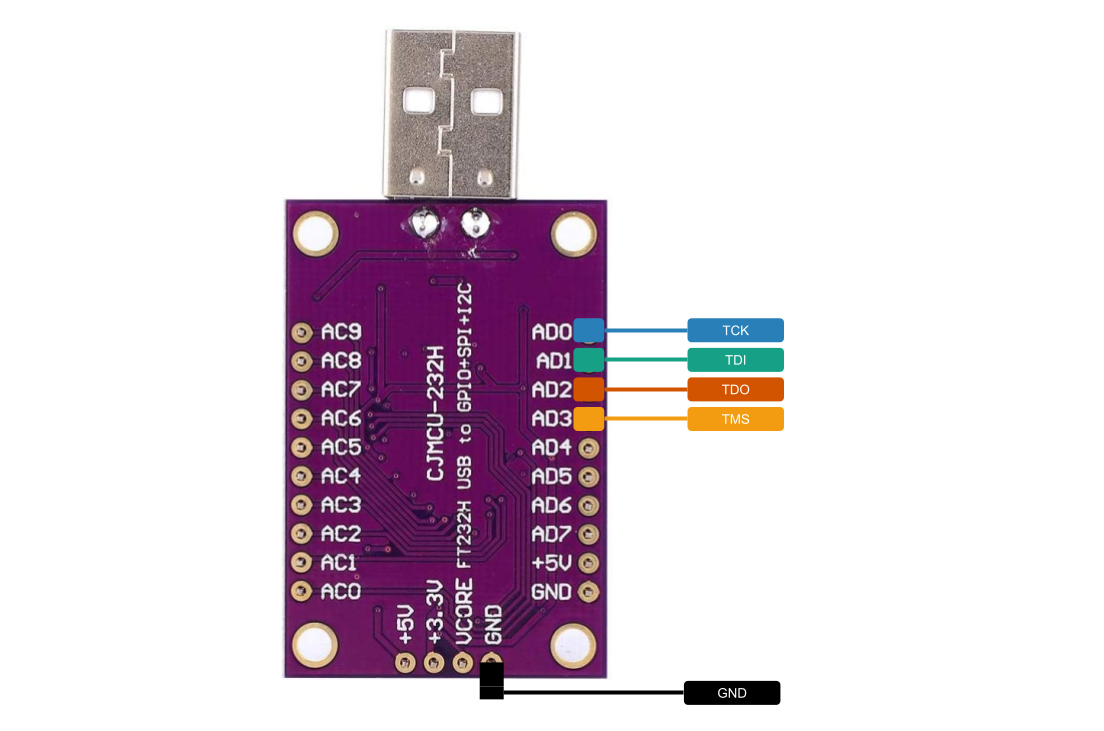 AC9
AC8
AC7
AC6
AC5
AC4
AC3
AC2
AC1
AC0
CJMCU-232H
FT232H USB to GPIO+SPI+I2C
AD0 TCK
AD1 TDI
AD2 TDO
AD3 TMS
AD4
AD5
AD6
AD7
+5V
GND
+5V
+3.3V
VCORE
GND
GND